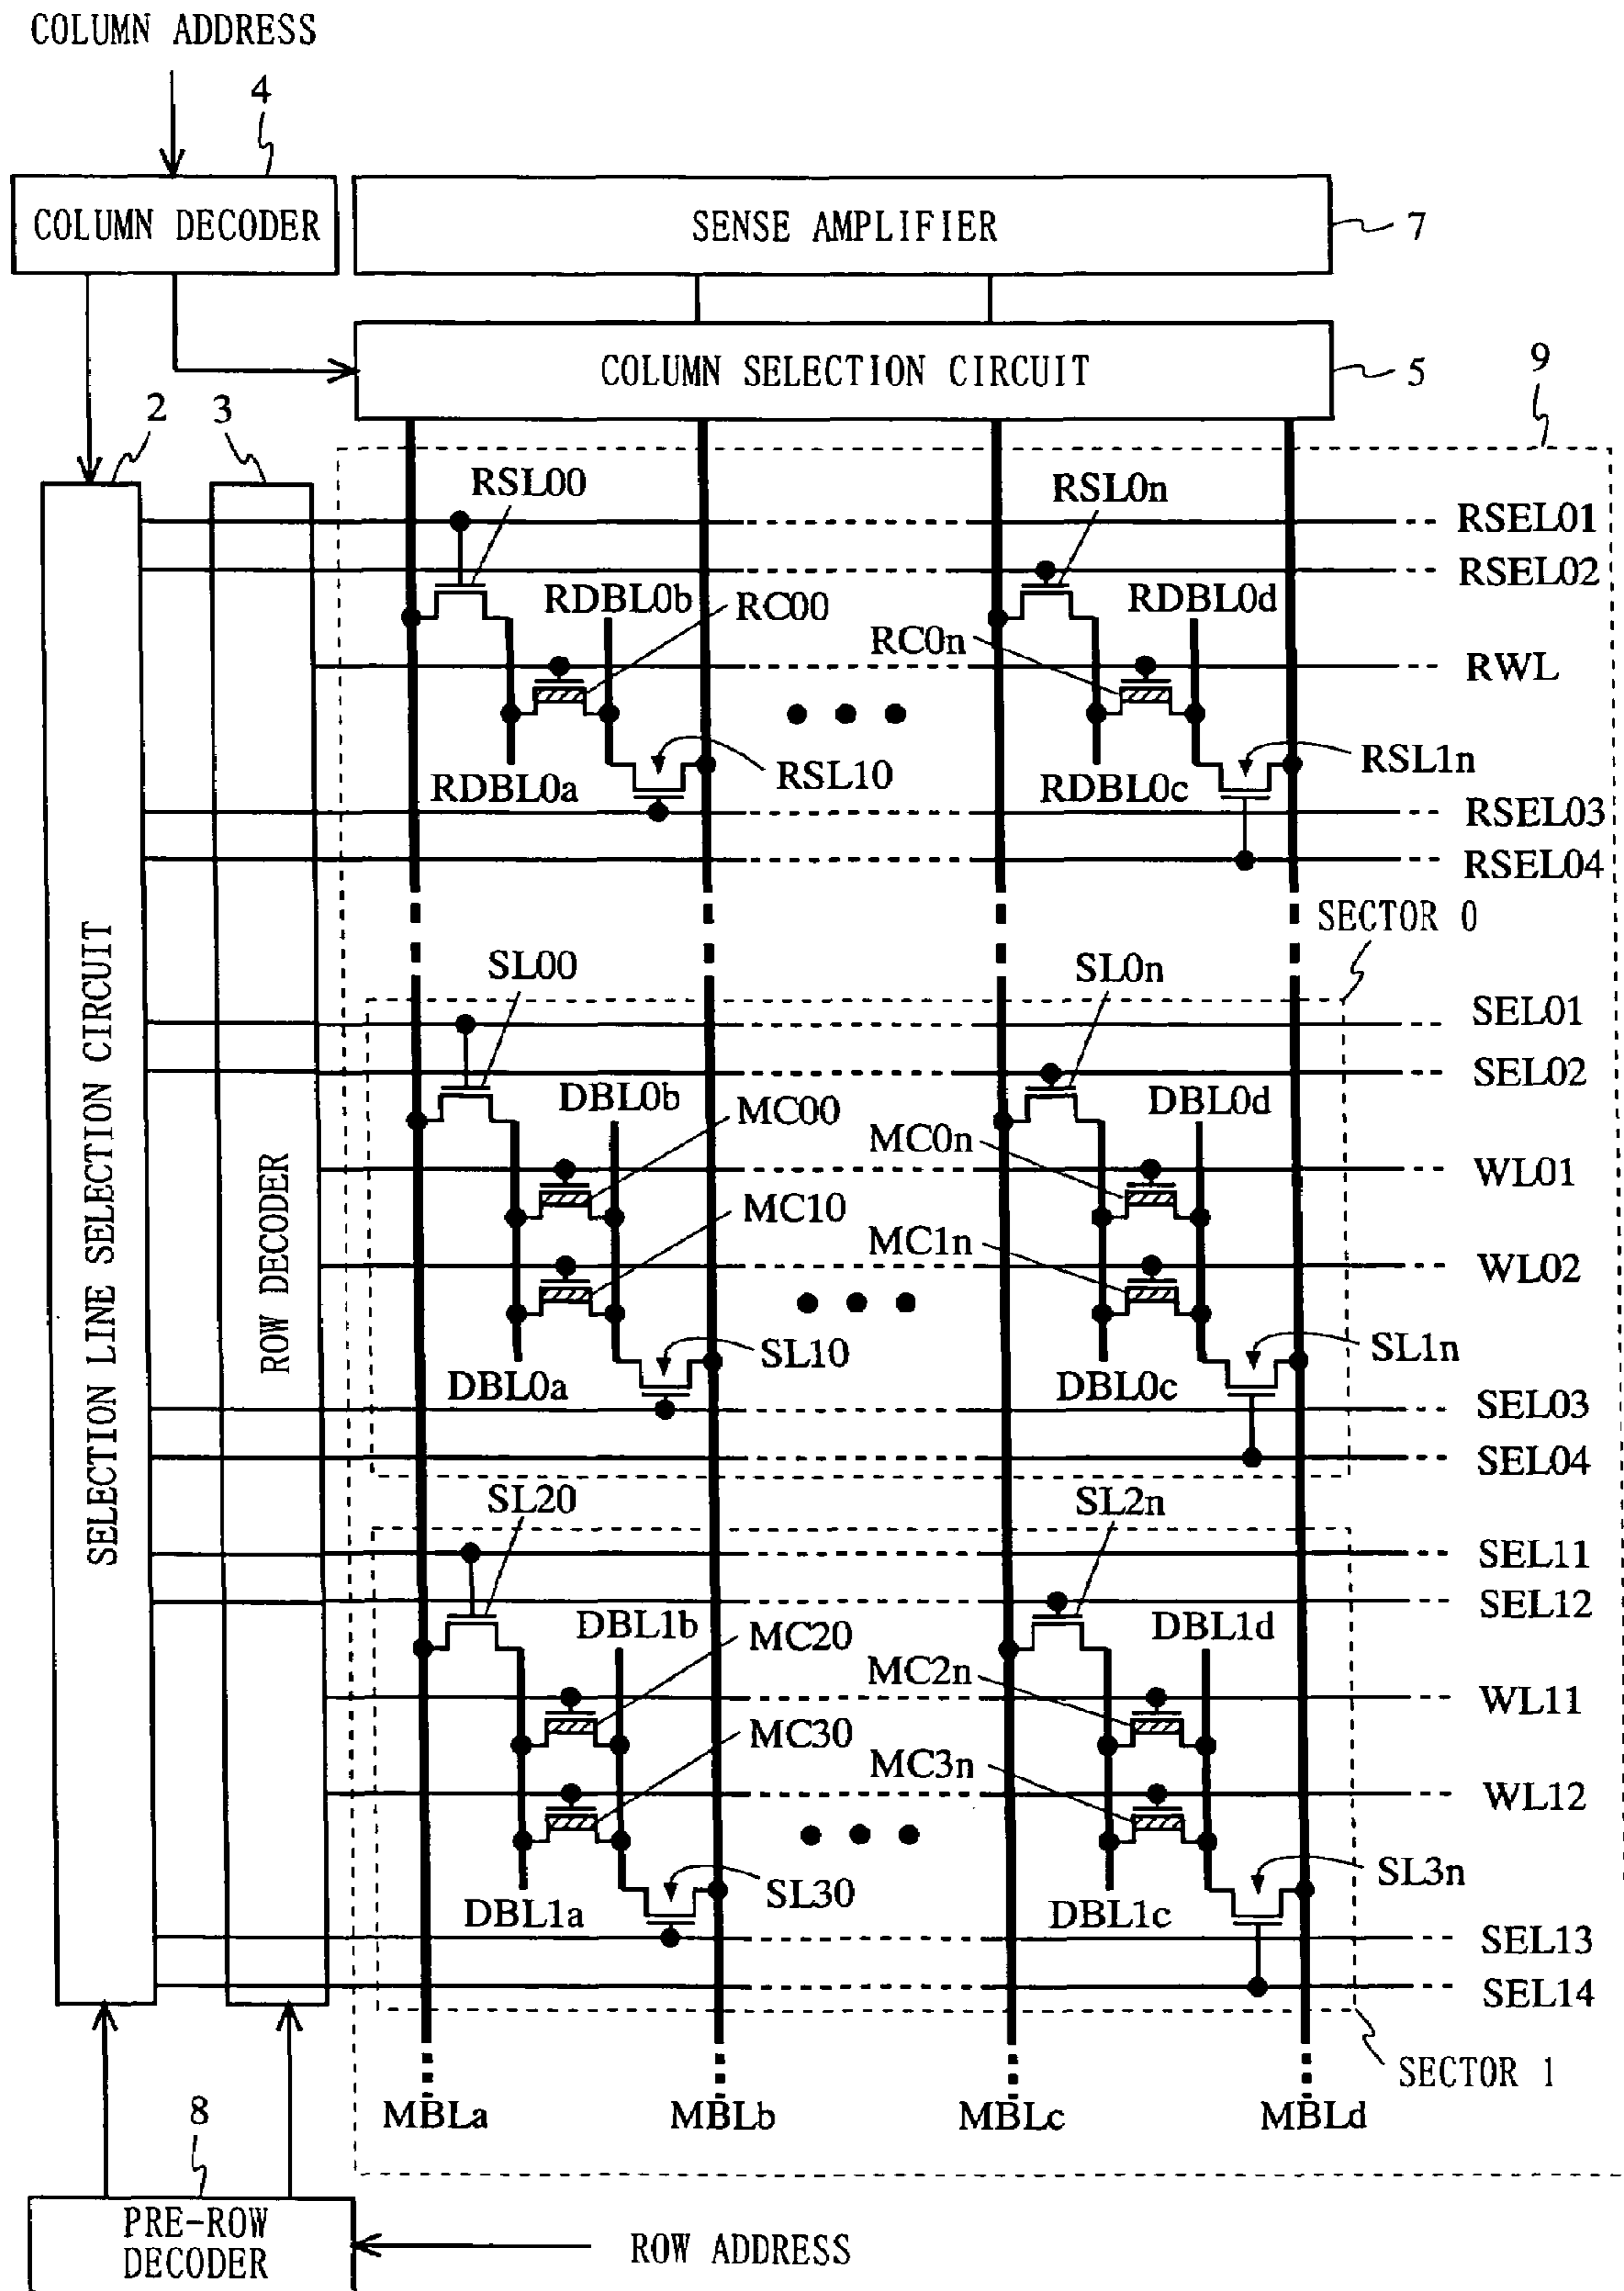 COLUMN ADDRESS
4
COLUMN DECODER
SENSE AMPLIFIER
7
COLUMN SELECTION CIRCUIT
5
9
2
3
RSL00
RSL0n
RSEL01
RSEL02
RDBL0b
RC00
RDBL0d
RC0n
RWL
RDBL0a
RSL10
RDBL0c
RSL1n
RSEL03
RSEL04
SECTOR 0
SELECTION LINE SELECTION CIRCUIT
ROW DECODER
SL00
SL0n
SEL01
SEL02
DBL0b
MC00
DBL0d
MC0n
WL01
MC10
MC1n
WL02
DBL0a
SL10
DBL0c
SL1n
SEL03
SEL04
SL20
SL2n
SEL11
SEL12
DBL1b
MC20
DBL1d
MC2n
WL11
MC30
MC3n
WL12
DBL1a
SL30
DBL1c
SL3n
SEL13
SEL14
SECTOR 1
MBLa
MBLb
MBLc
MBLd
8
PRE-ROW
DECODER
ROW ADDRESS